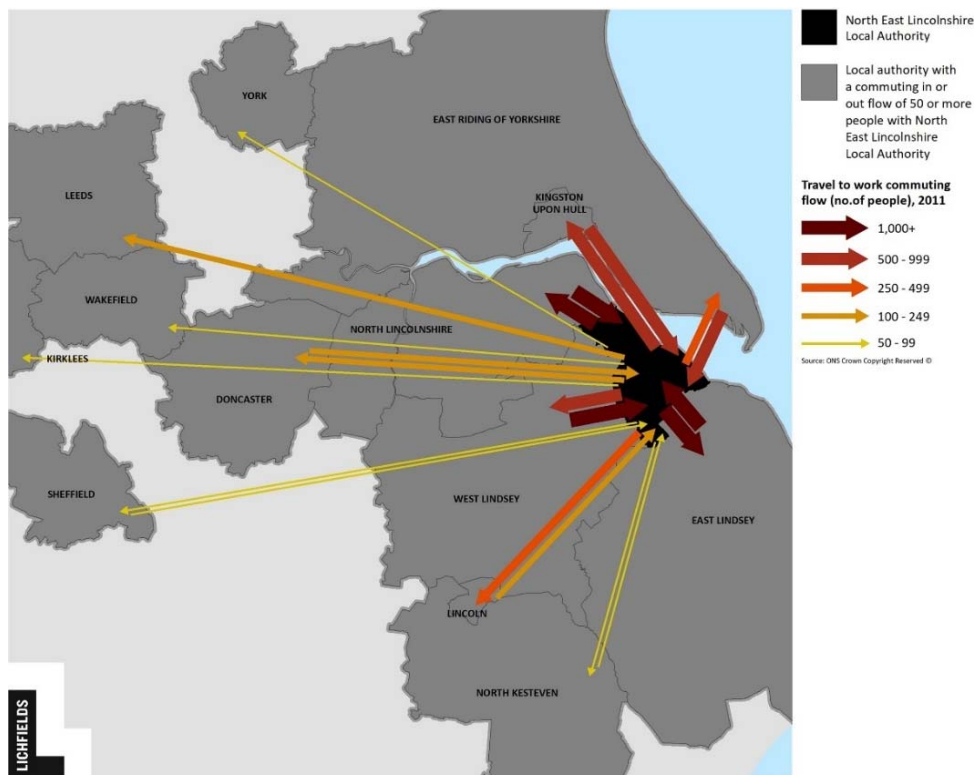 YORK
EAST RIDING OF YORKSHIRE
LEEDS
KINGSTON
UPON HULL
WAKEFIELD
NORTH LINCOLNSHIRE
KIRKLEES
DONCASTER
SHEFFIELD
WEST LINDSEY
EAST LINDSEY
LINCOLN
NORTH KESTEVEN
LICHFIELDS
North East Lincolnshire
Local Authority
Local authority with
a commuting in or
out flow of 50 or more
people with North
East Lincolnshire
Local Authority
Travel to work commuting
flow (no.of people), 2011
1,000+
500 - 999
250 - 499
100 - 249
50 - 99
Source: ONS Crown Copyright Reserved ©